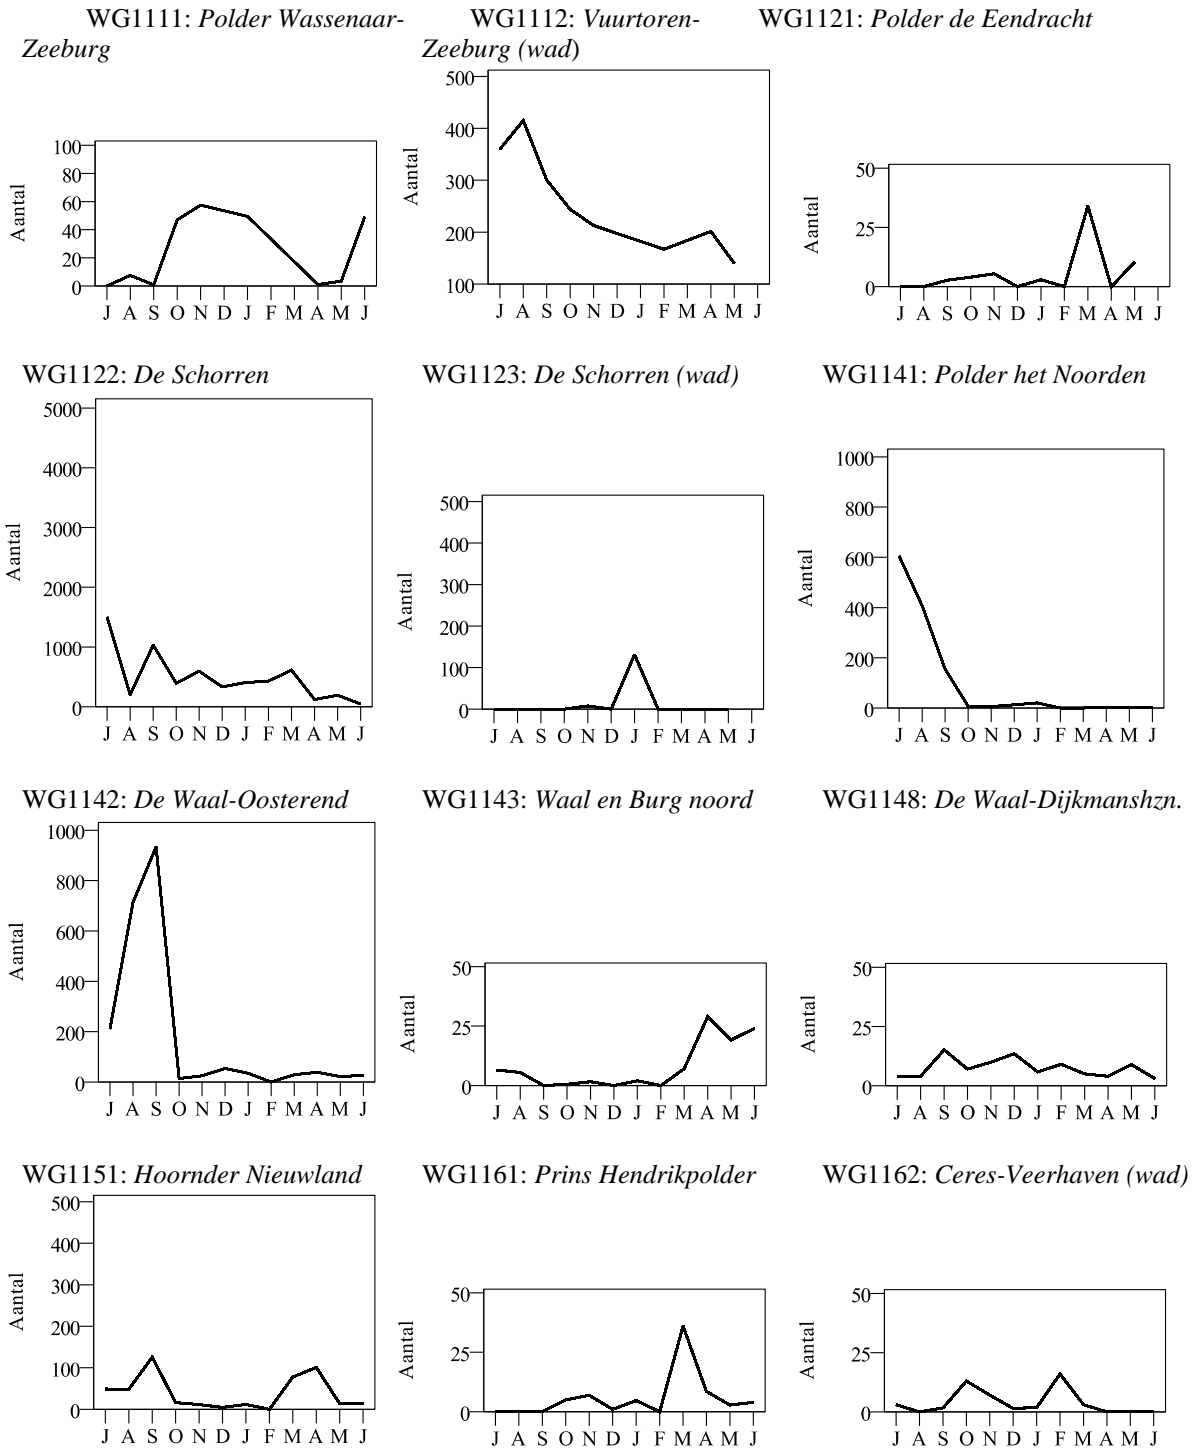 WG1111: Polder Wassenaar-
Zeeburg
WG1112: Vuurtoren-
Zeeburg (wad)
WG1121: Polder de Eendracht
Aantal
100
80
60
40
20
0
J A S O N D J F M A M J
Aantal
500
400
300
200
100
J A S O N D J F M A M J
Aantal
50
25
0
J A S O N D J F M A M J
WG1122: De Schorren
WG1123: De Schorren (wad)
WG1141: Polder het Noorden
Aantal
5000
4000
3000
2000
1000
0
J A S O N D J F M A M J
Aantal
500
400
300
200
100
0
J A S O N D J F M A M J
Aantal
1000
800
600
400
200
0
J A S O N D J F M A M J
WG1142: De Waal-Oosterend
WG1143: Waal en Burg noord
WG1148: De Waal-Dijkmanshzn.
Aantal
1000
800
600
400
200
0
J A S O N D J F M A M J
Aantal
50
25
0
J A S O N D J F M A M J
Aantal
50
25
0
J A S O N D J F M A M J
WG1151: Hoornder Nieuwland
WG1161: Prins Hendrikpolder
WG1162: Ceres-Veerhaven (wad)
Aantal
500
400
300
200
100
0
J A S O N D J F M A M J
Aantal
50
25
0
J A S O N D J F M A M J
Aantal
50
25
0
J A S O N D J F M A M J